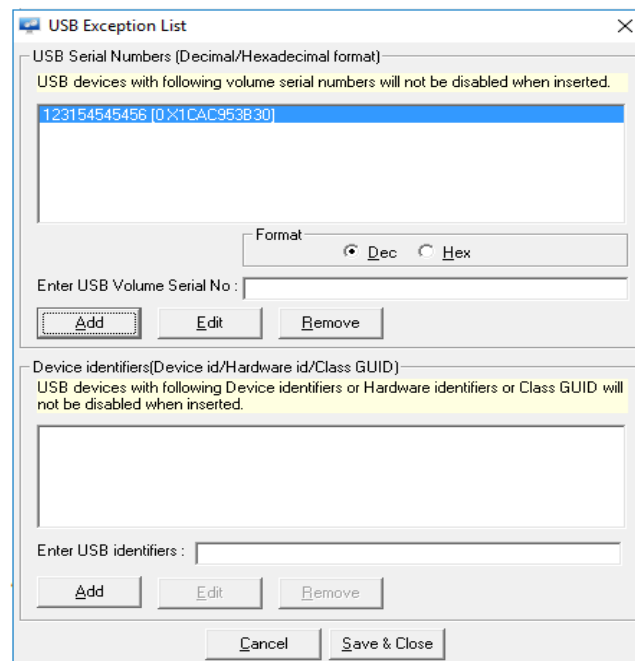 USB Exception List
USB Serial Numbers (Decimal/Hexadecimal format)
USB devices with following volume serial numbers will not be disabled when inserted.
123154545456 [0X1CAC953B30]
Format
Dec Hex
Enter USB Volume Serial No :
Add Edit Remove
Device identifiers(Device id/Hardware id/Class GUID)
USB devices with following Device identifiers or Hardware identifiers or Class GUID will
not be disabled when inserted.
Enter USB identifiers :
Add Edit Remove
Cancel Save & Close